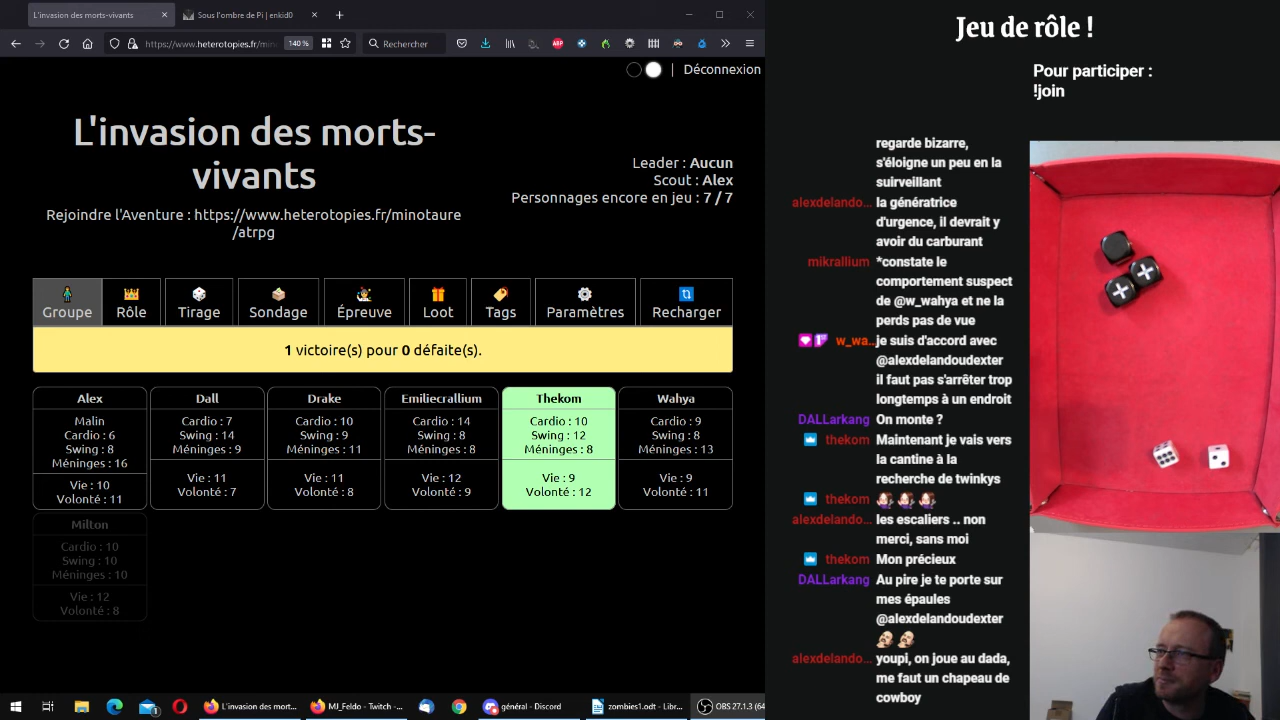 L'invasion des morts-vivants
Sous l'ombre de Pi | enkid0
https://www.heterotopies.fr/mino
140 %
Rechercher
ABP
| Déconnexion
L'invasion des morts-
vivants
Rejoindre l'Aventure : https://www.heterotopies.fr/minotaure
/atrpg
Leader : Aucun
Scout : Alex
Personnages encore en jeu : 7 / 7
Groupe
Rôle
Tirage
Sondage
Épreuve
Loot
Tags
Paramètres
Recharger
1 victoire(s) pour 0 défaite(s).
Alex
Malin
Cardio : 6
Swing : 8
Méninges : 16
Vie : 10
Volonté : 11
Dall
Cardio : 7
Swing : 14
Méninges : 9
Vie : 11
Volonté : 7
Drake
Cardio : 10
Swing : 9
Méninges : 11
Vie : 11
Volonté : 8
Emiliecrallium
Cardio : 14
Swing : 8
Méninges : 8
Vie : 12
Volonté : 9
Thekom
Cardio : 10
Swing : 12
Méninges : 8
Vie : 9
Volonté : 12
Wahya
Cardio : 9
Swing : 8
Méninges : 13
Vie : 9
Volonté : 11
Milton
Cardio : 10
Swing : 10
Méninges : 10
Vie : 12
Volonté : 8
L'invasion des mort...
MJ_Feldo - Twitch -...
général - Discord
zombies1.odt - Libr...
OBS 27.1.3 (64
regarde bizarre,
s'éloigne un peu en la
suirveillant
alexdelando... la génératrice
d'urgence, il devrait y
avoir du carburant
mikrallium *constate le
comportement suspect
de @w_wahya et ne la
perds pas de vue
w_wa... je suis d'accord avec
@alexdelandoudexter
il faut pas s'arrêter trop
longtemps à un endroit
DALLarkang On monte ?
thekom Maintenant je vais vers
la cantine à la
recherche de twinkys
thekom
alexdelando... les escaliers .. non
merci, sans moi
thekom Mon précieux
DALLarkang Au pire je te porte sur
mes épaules
@alexdelandoudexter
alexdelando... youpi, on joue au dada,
me faut un chapeau de
cowboy
Jeu de rôle !
Pour participer :
!join